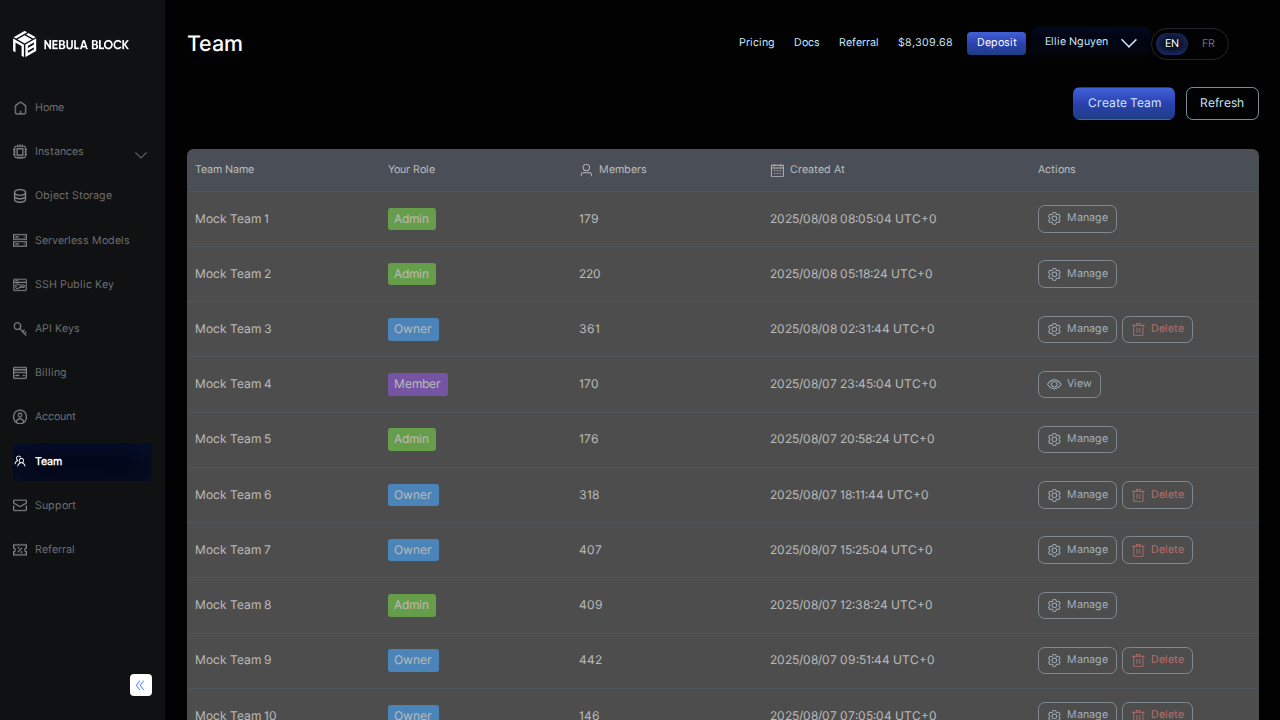 NEBULA BLOCK
Team
Pricing Docs Referral $8,309.68 Deposit Ellie Nguyen EN FR
Home
Instances
Object Storage
Serverless Models
SSH Public Key
API Keys
Billing
Account
Team
Support
Referral
Create Team Refresh
Team Name Your Role Members Created At Actions
Mock Team 1 Admin 179 2025/08/08 08:05:04 UTC+0 Manage
Mock Team 2 Admin 220 2025/08/08 05:18:24 UTC+0 Manage
Mock Team 3 Owner 361 2025/08/08 02:31:44 UTC+0 Manage Delete
Mock Team 4 Member 170 2025/08/07 23:45:04 UTC+0 View
Mock Team 5 Admin 176 2025/08/07 20:58:24 UTC+0 Manage
Mock Team 6 Owner 318 2025/08/07 18:11:44 UTC+0 Manage Delete
Mock Team 7 Owner 407 2025/08/07 15:25:04 UTC+0 Manage Delete
Mock Team 8 Admin 409 2025/08/07 12:38:24 UTC+0 Manage
Mock Team 9 Owner 442 2025/08/07 09:51:44 UTC+0 Manage Delete
Mock Team 10 Owner 146 2025/08/07 07:05:04 UTC+0 Manage Delete